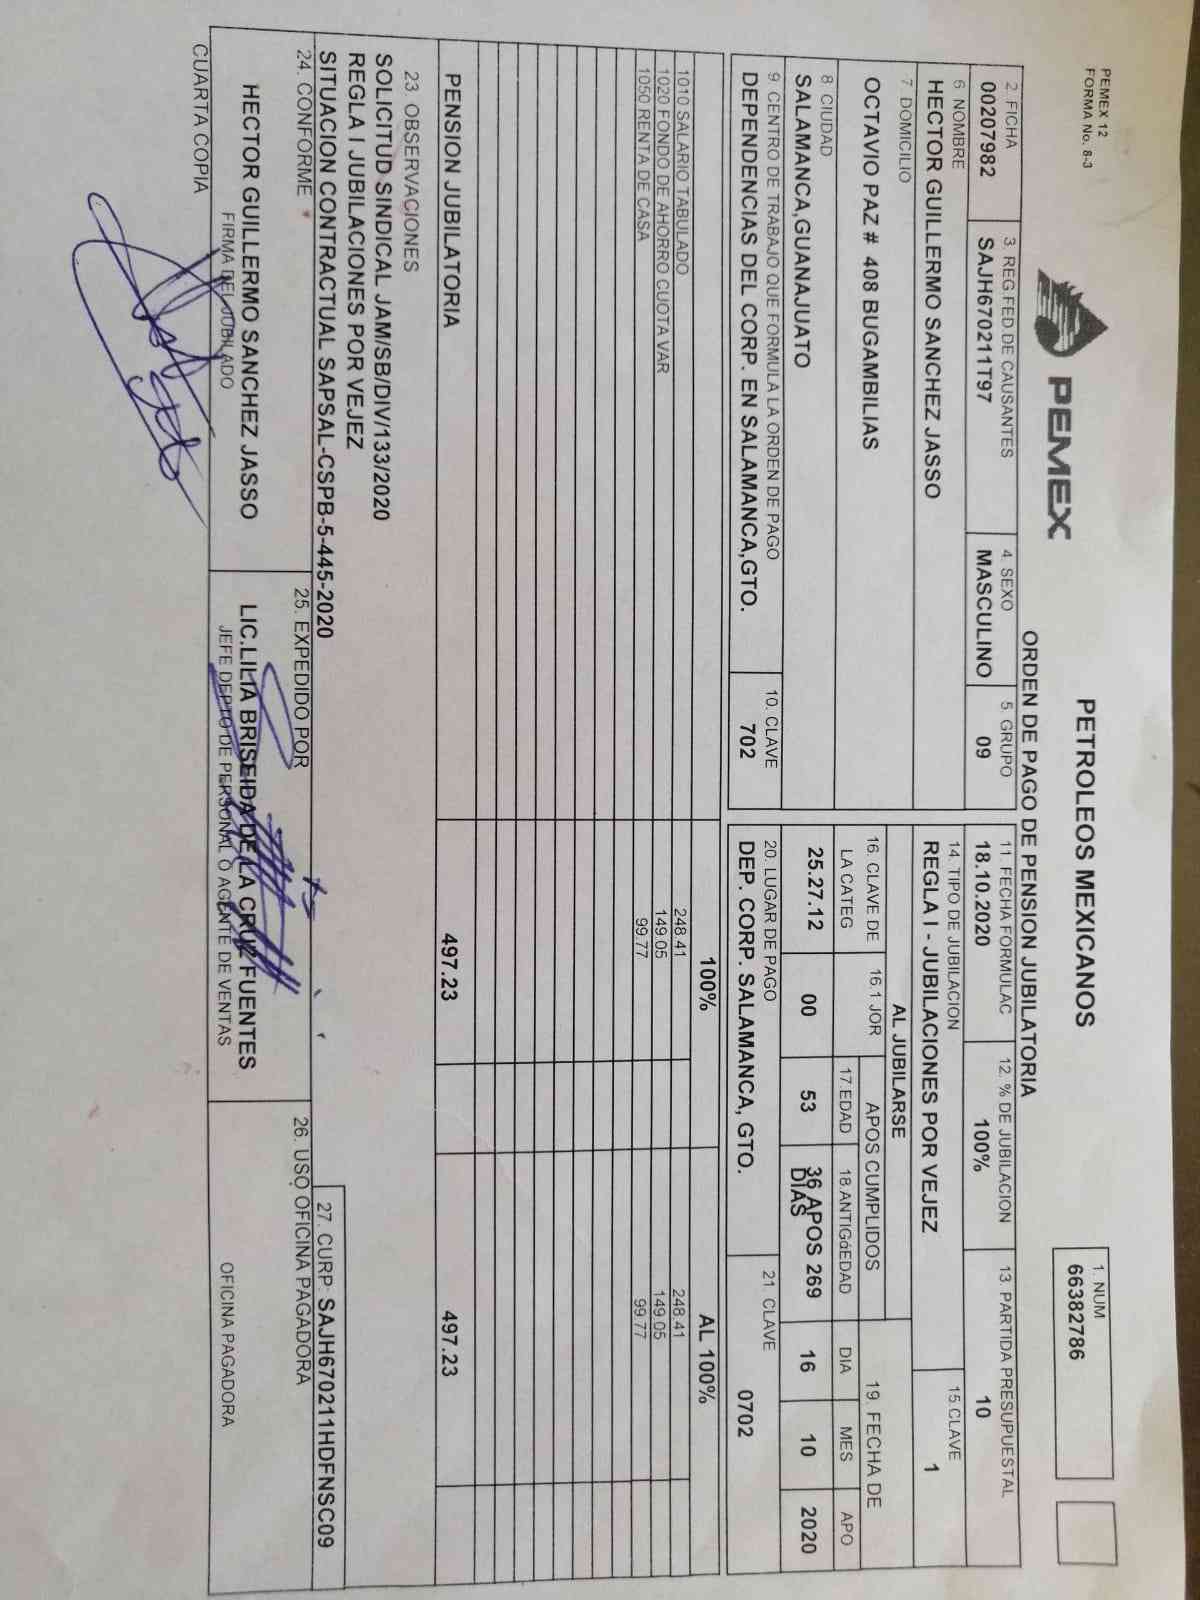 PEMEX 12
FORMA No. 8-3
PEMEX
PETROLEOS MEXICANOS
ORDEN DE PAGO DE PENSION JUBILATORIA
1. NUM
66382786
2. FICHA
00207982
3. REG.FED DE CAUSANTES
SAJH670211T97
4. SEXO
MASCULINO
5. GRUPO
09
6 NOMBRE
HECTOR GUILLERMO SANCHEZ JASSO
7 DOMICILIO
OCTAVIO PAZ # 408 BUGAMBILIAS
8 CIUDAD
SALAMANCA,GUANAJUATO
9. CENTRO DE TRABAJO QUE FORMULA LA ORDEN DE PAGO
DEPENDENCIAS DEL CORP. EN SALAMANCA,GTO.
10. CLAVE
702
11. FECHA FORMULAC
18.10.2020
12. % DE JUBILACION
100%
13. PARTIDA PRESUPUESTAL
10
14. TIPO DE JUBILACION
REGLA I - JUBILACIONES POR VEJEZ
15.CLAVE
1
AL JUBILARSE
16. CLAVE DE
LA CATEG
25.27.12
16.1 JOR
00
APOS CUMPLIDOS
17.EDAD
53
18.ANTIGóEDAD
36 APOS 269
DIAS
19. FECHA DE
DIA MES APO
16 10 2020
20. LUGAR DE PAGO
DEP. CORP. SALAMANCA, GTO.
21. CLAVE
0702
100% AL 100%
1010 SALARIO TABULADO 248.41 248.41
1020 FONDO DE AHORRO CUOTA VAR 149.05 149.05
1050 RENTA DE CASA 99.77 99.77
PENSION JUBILATORIA 497.23 497.23
23. OBSERVACIONES
SOLICITUD SINDICAL JAM/SB/DIV/133/2020
REGLA I JUBILACIONES POR VEJEZ
SITUACION CONTRACTUAL SAPSAL-CSPB-5-445-2020
27. CURP: SAJH670211HDFNSC09
24. CONFORME
HECTOR GUILLERMO SANCHEZ JASSO
FIRMA DEL JUBILADO
25. EXPEDIDO POR
LIC.LILIA BRISEIDA DE LA CRUZ FUENTES
JEFE DEPTO DE PERSONAL O AGENTE DE VENTAS
26. USO OFICINA PAGADORA
OFICINA PAGADORA
CUARTA COPIA